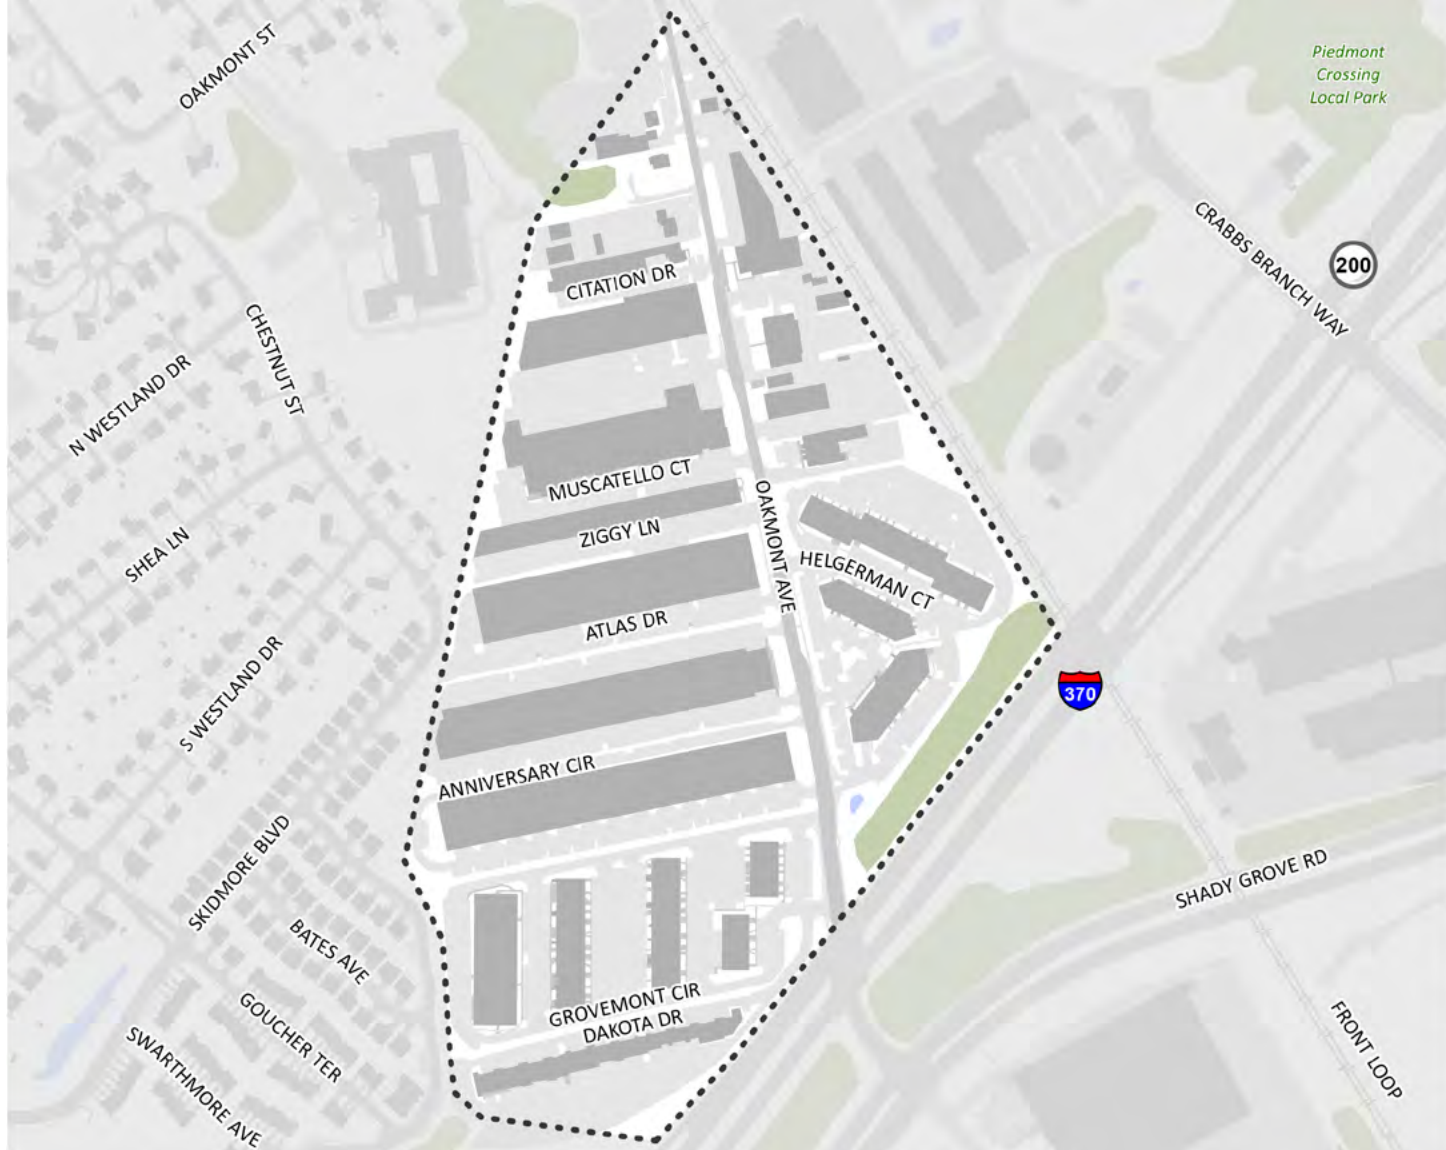 OAKMONT ST
Piedmont
Crossing
Local Park
CRABBS BRANCH WAY
200
CITATION DR
CHESTNUT ST
N WESTLAND DR
MUSCATELLO CT
OAKMONT AVE
ZIGGY LN
SHEA LN
HELGERMAN CT
ATLAS DR
S WESTLAND DR
370
ANNIVERSARY CIR
SKIDMORE BLVD
SHADY GROVE RD
BATES AVE
GROVEMONT CIR
DAKOTA DR
GOUCHER TER
FRONT LOOP
SWARTHMORE AVE